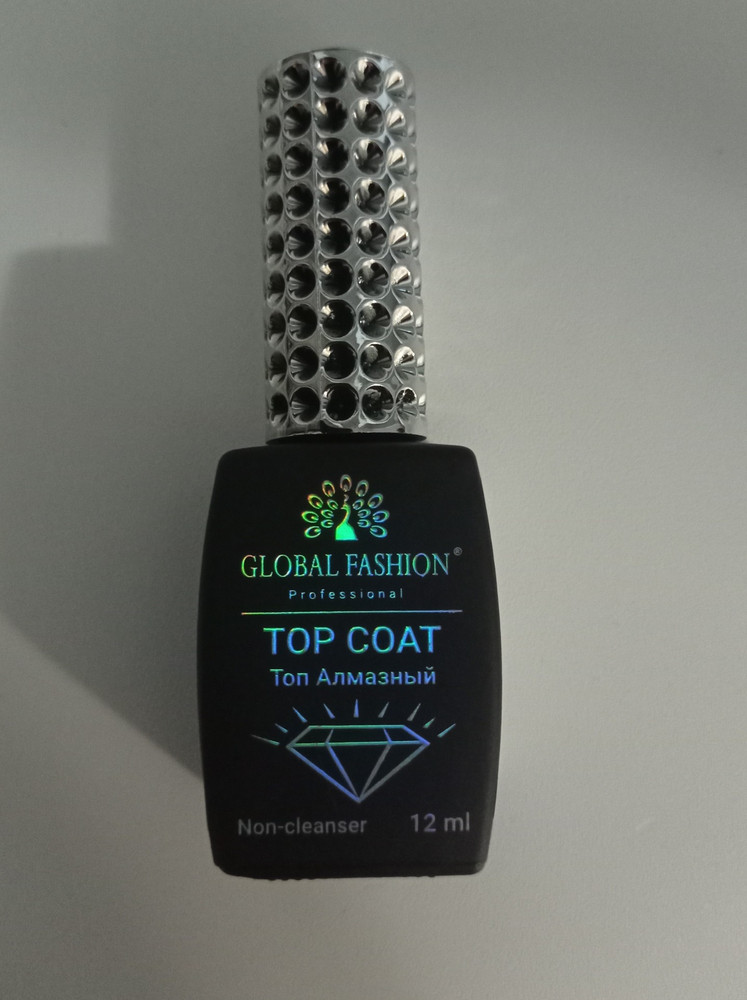 GLOBAL FASHION®
Professional
TOP COAT
Топ Алмазный
Non-cleanser 12 ml